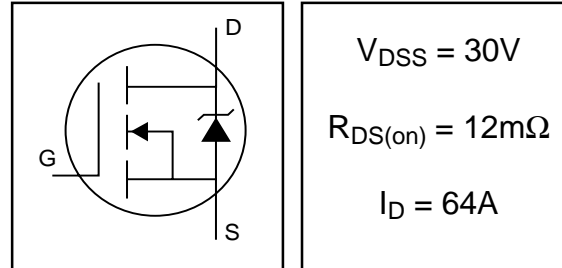 D
G
S
V_DSS = 30V
R_DS(on) = 12mΩ
I_D = 64A